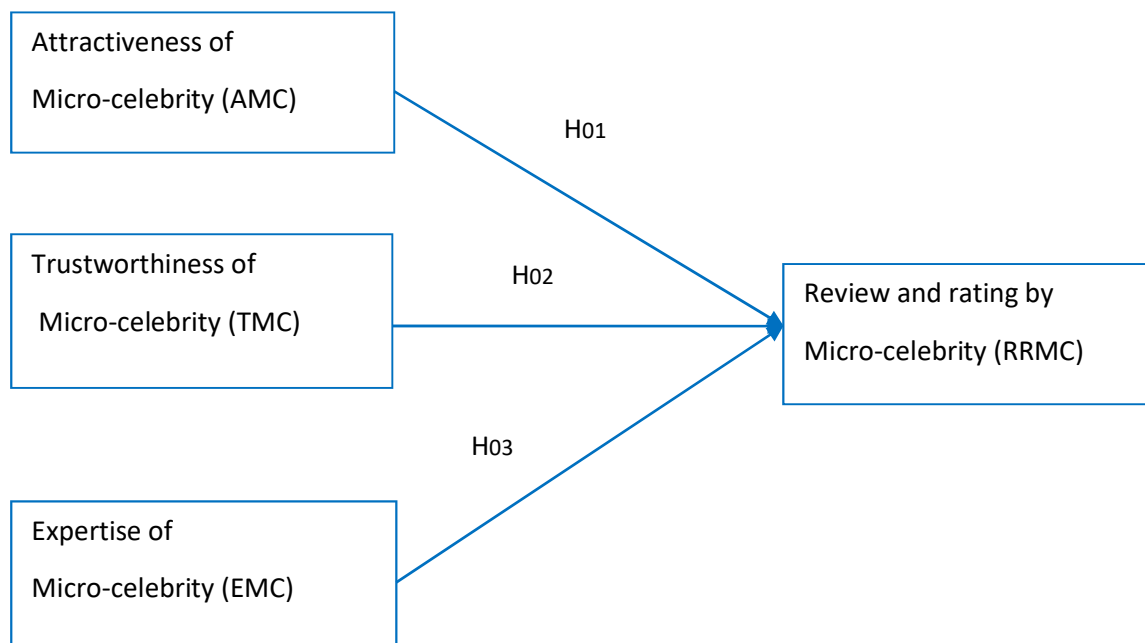 Attractiveness of
Micro-celebrity (AMC)
H01
Trustworthiness of
Micro-celebrity (TMC)
H02
Review and rating by
Micro-celebrity (RRMC)
H03
Expertise of
Micro-celebrity (EMC)